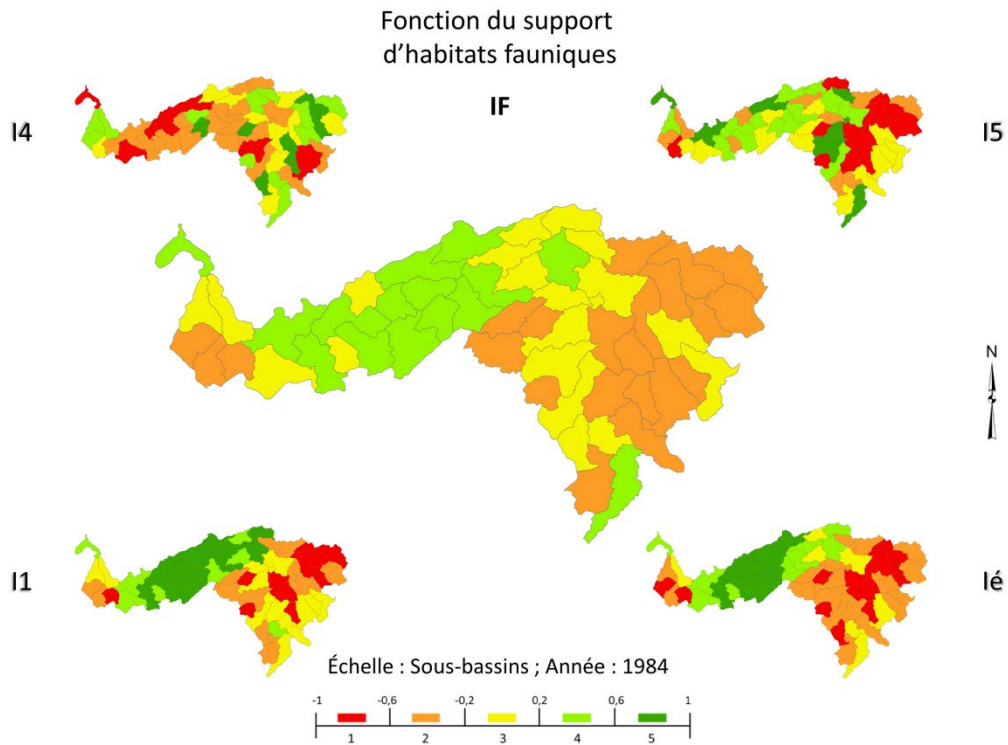 Fonction du support
d'habitats fauniques
IF
I4
I5
N
I1
Ié
Échelle : Sous-bassins ; Année : 1984
-1 -0,6 -0,2 0,2 0,6 1
1 2 3 4 5